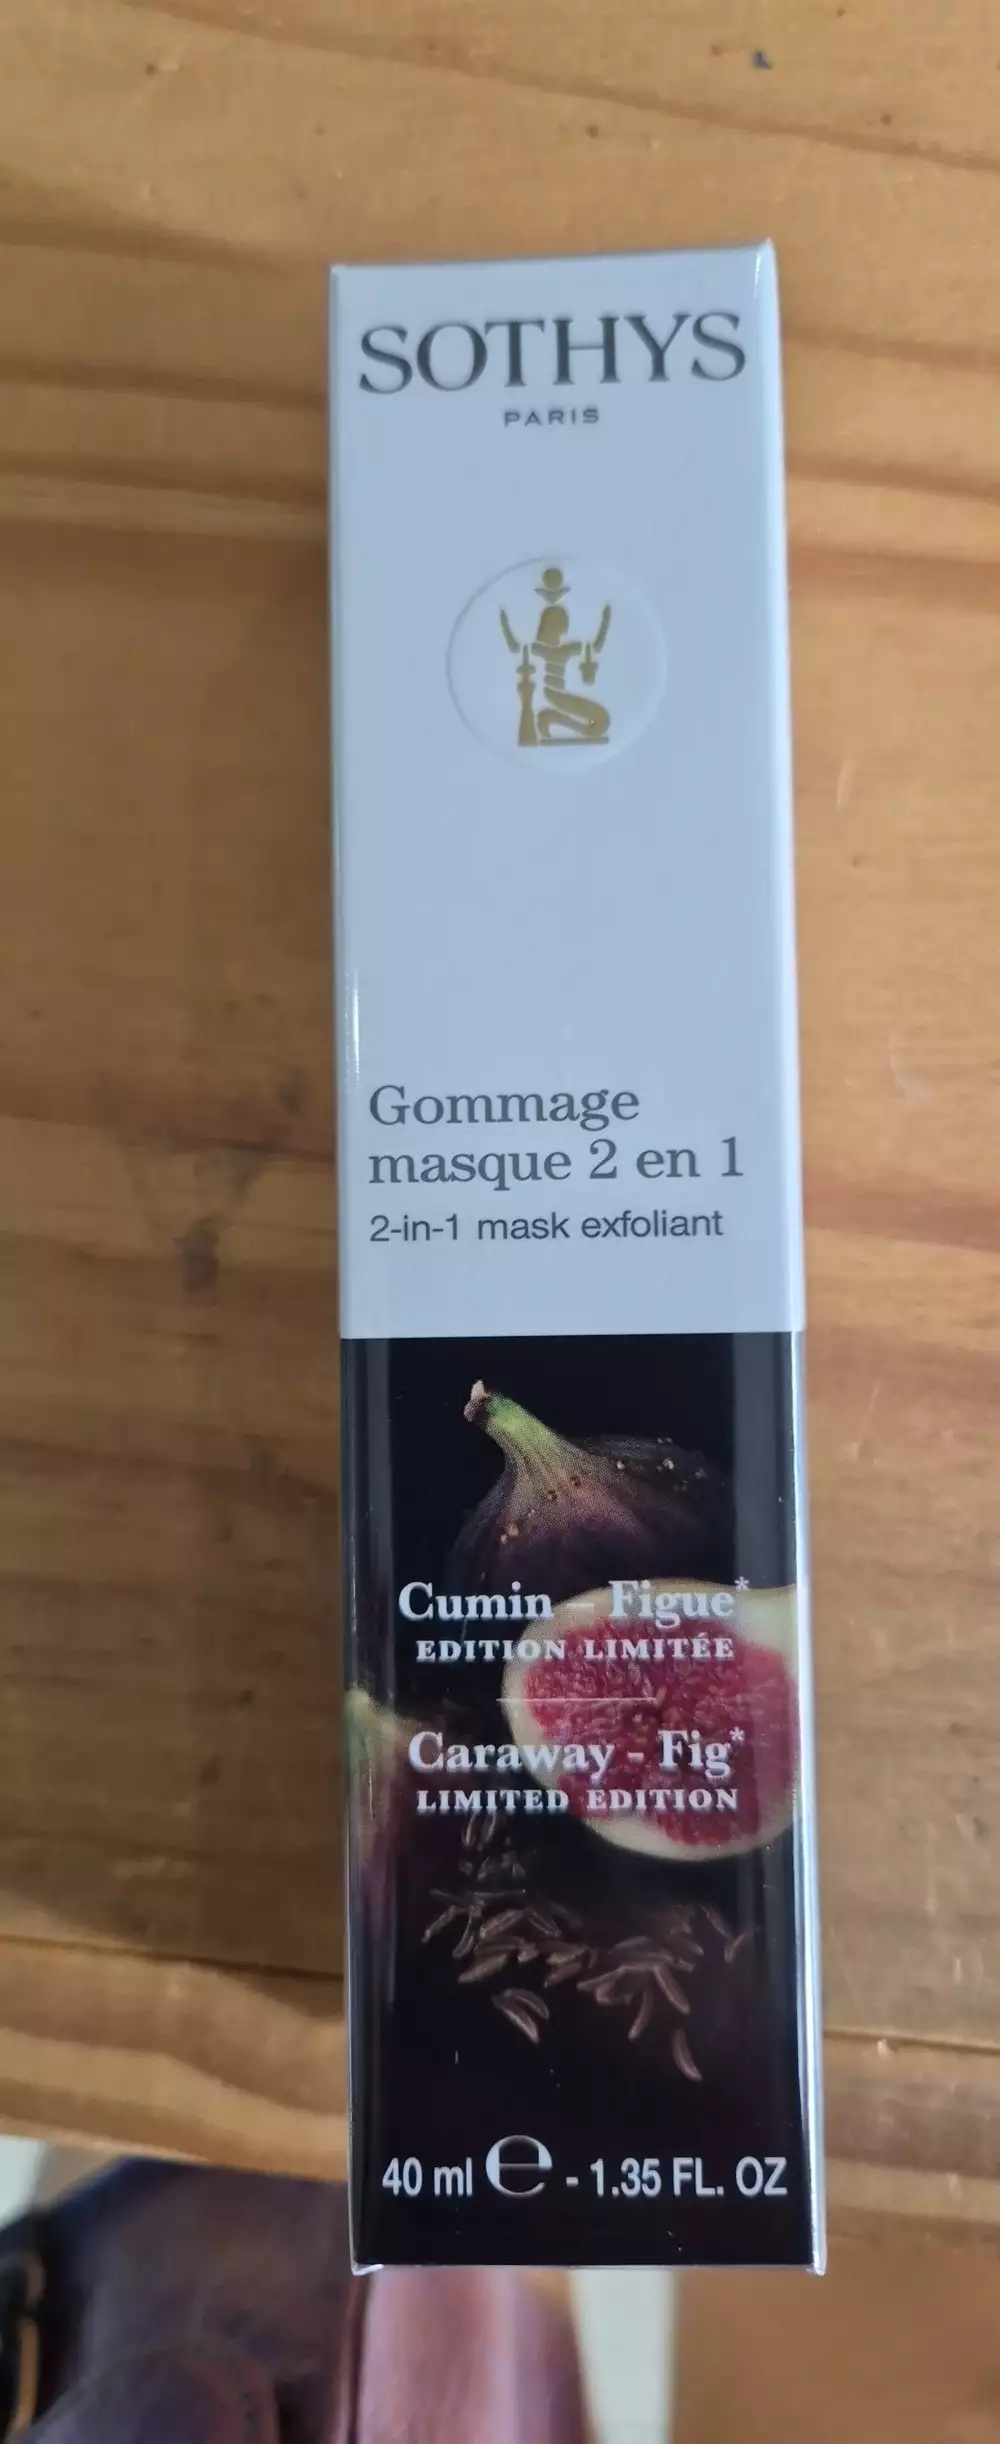 SOTHYS
PARIS
Gommage
masque 2 en 1
2-in-1 mask exfoliant
Cumin – Figue*
EDITION LIMITÉE
Caraway - Fig*
LIMITED EDITION
40 ml ℮ - 1.35 FL. OZ